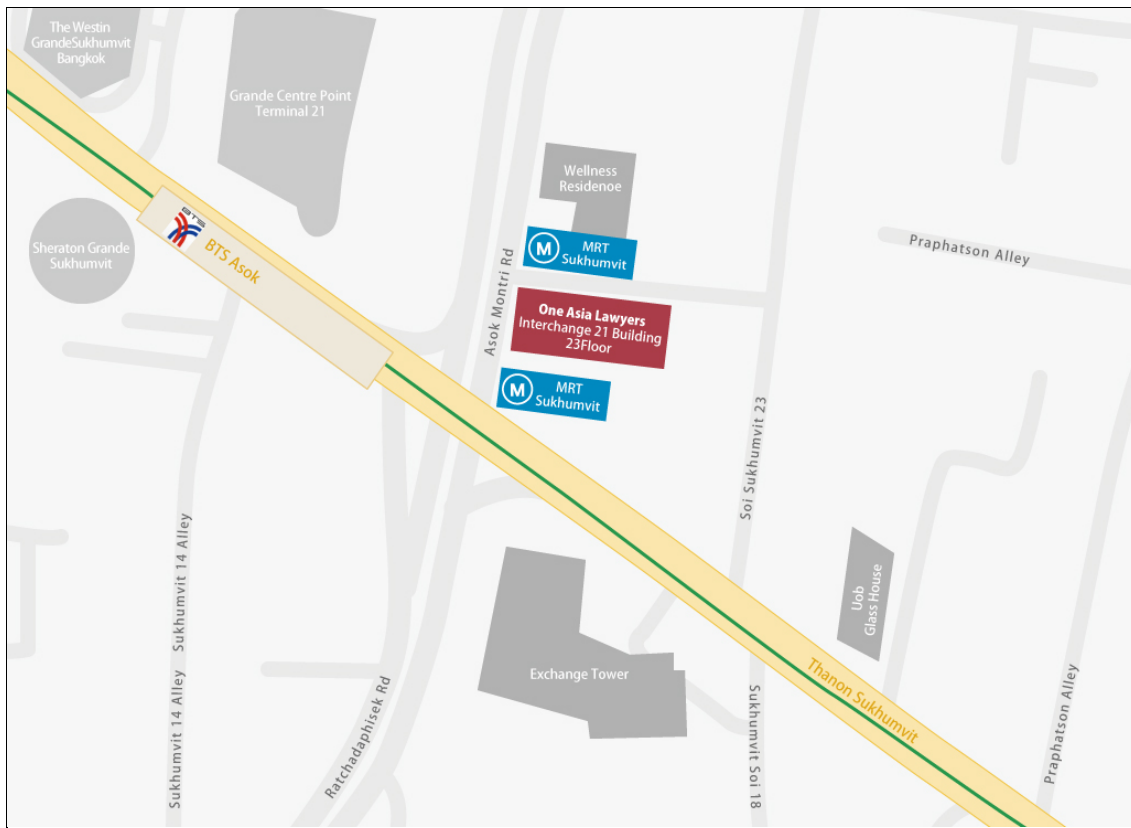 The Westin
GrandeSukhumvit
Bangkok
Grande Centre Point
Terminal 21
Wellness
Residenoe
Sheraton Grande
Sukhumvit
BTS
BTS Asok
M
MRT
Sukhumvit
Praphatson Alley
Asok Montri Rd
One Asia Lawyers
Interchange 21 Building
23Floor
M
MRT
Sukhumvit
Soi Sukhumvit 23
Sukhumvit 14 Alley
Uob
Glass House
Exchange Tower
Thanon Sukhumvit
Sukhumvit 14 Alley
Ratchadaphisek Rd
Sukhumvit Soi 18
Praphatson Alley